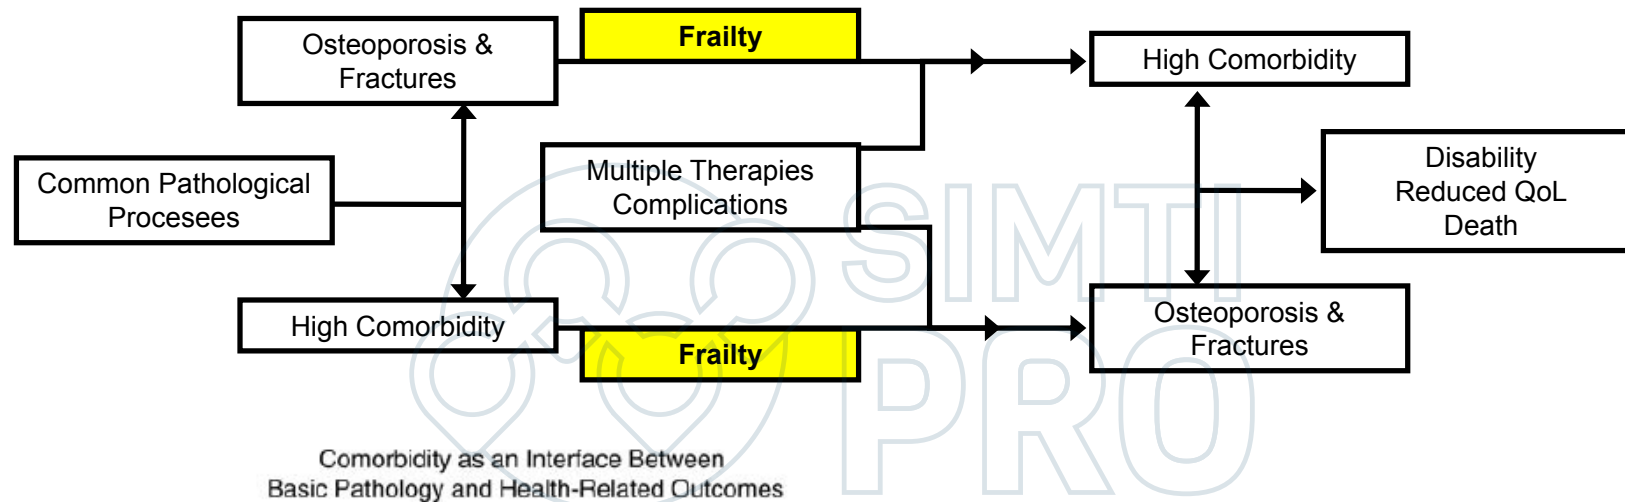 Osteoporosis &
Fractures
Frailty
High Comorbidity
Common Pathological
Procesees
Multiple Therapies
Complications
Disability
Reduced QoL
Death
High Comorbidity
Frailty
Osteoporosis &
Fractures
SIMTI
PRO
Comorbidity as an Interface Between
Basic Pathology and Health-Related Outcomes